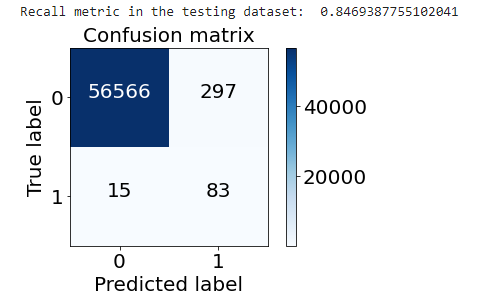 Recall metric in the testing dataset:  0.8469387755102041
Confusion matrix
True label
0
56566
297
40000
20000
1
15
83
0
1
Predicted label